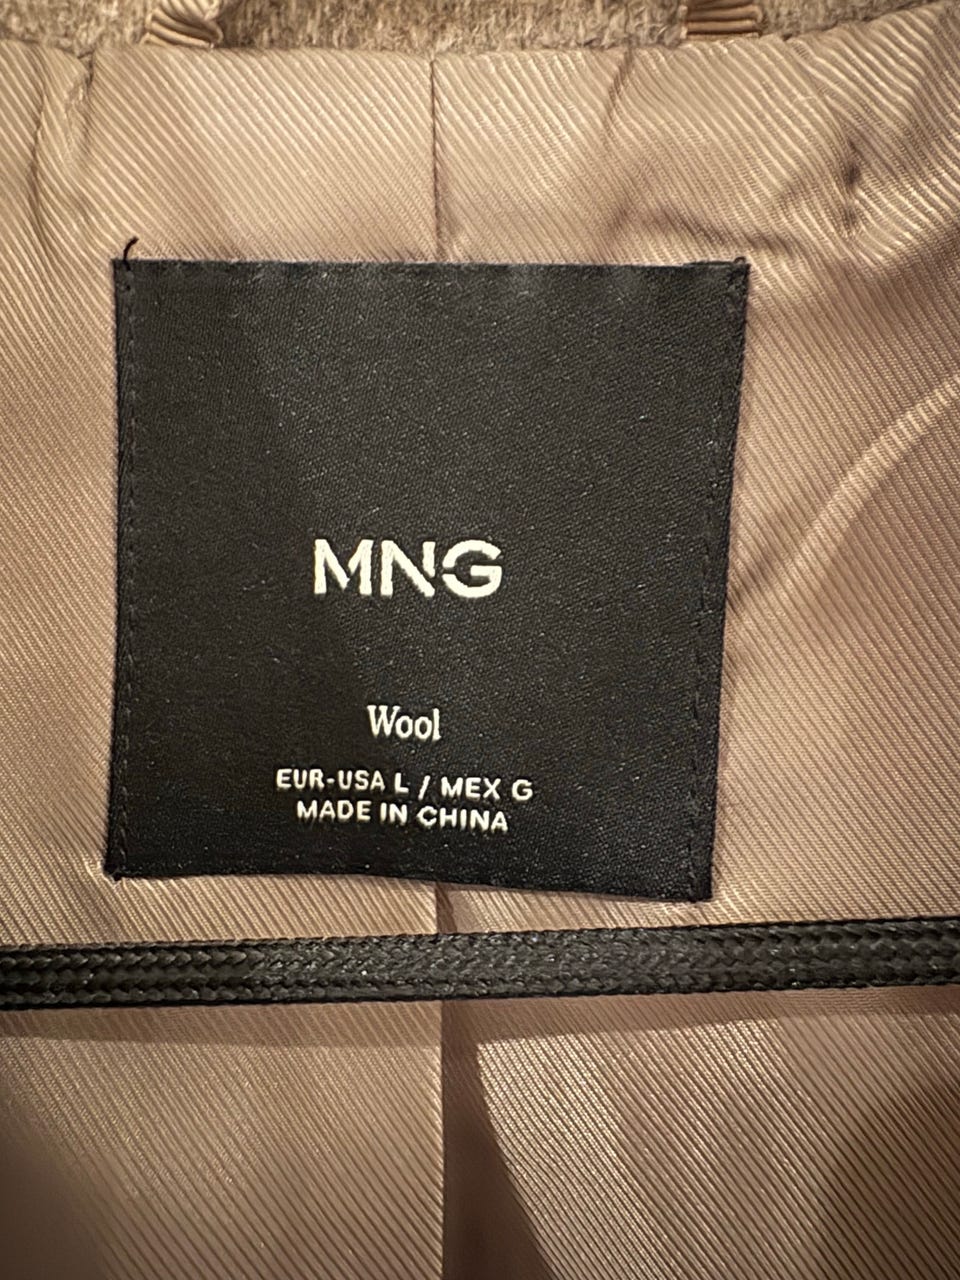 MNG
Wool
EUR-USA L / MEX G
MADE IN CHINA